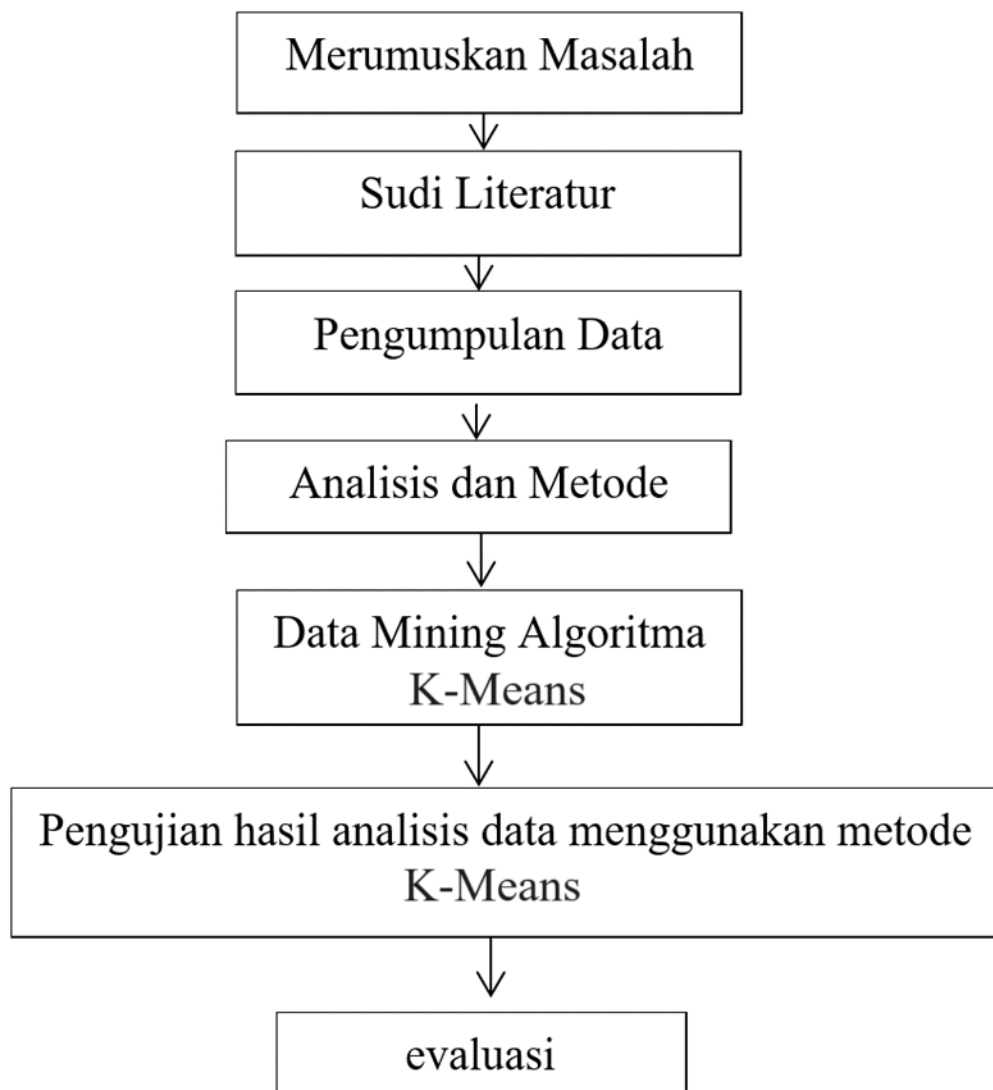 Merumuskan Masalah
Sudi Literatur
Pengumpulan Data
Analisis dan Metode
Data Mining Algoritma
K-Means
Pengujian hasil analisis data menggunakan metode
K-Means
evaluasi